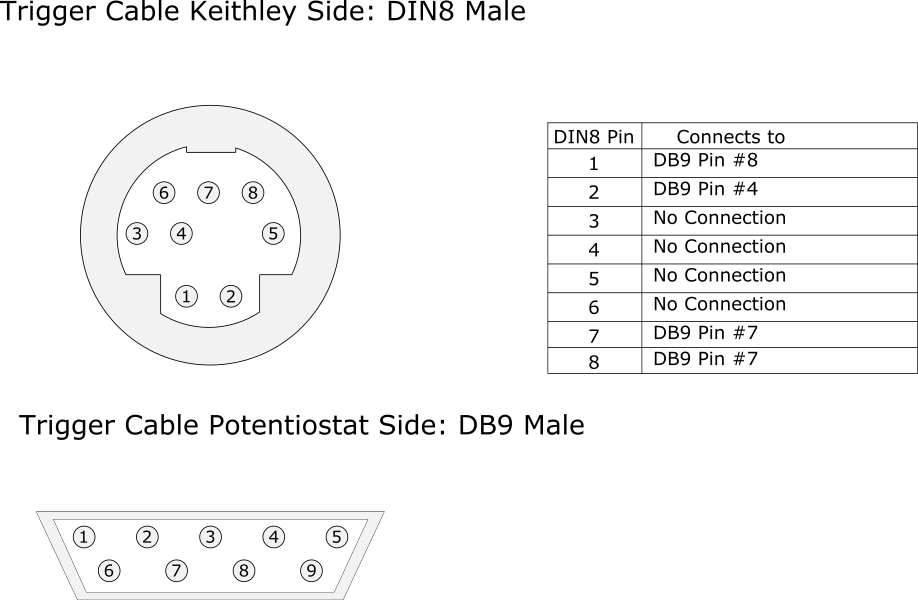 Trigger Cable Keithley Side: DIN8 Male
6 7 8
3 4 5
1 2
DIN8 Pin Connects to
1 DB9 Pin #8
2 DB9 Pin #4
3 No Connection
4 No Connection
5 No Connection
6 No Connection
7 DB9 Pin #7
8 DB9 Pin #7
Trigger Cable Potentiostat Side: DB9 Male
1 2 3 4 5
6 7 8 9